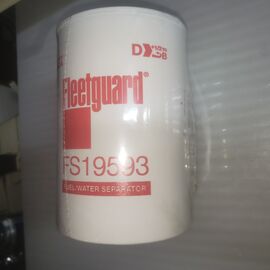 Fleetguard®
FS19593
FUEL/WATER SEPARATOR